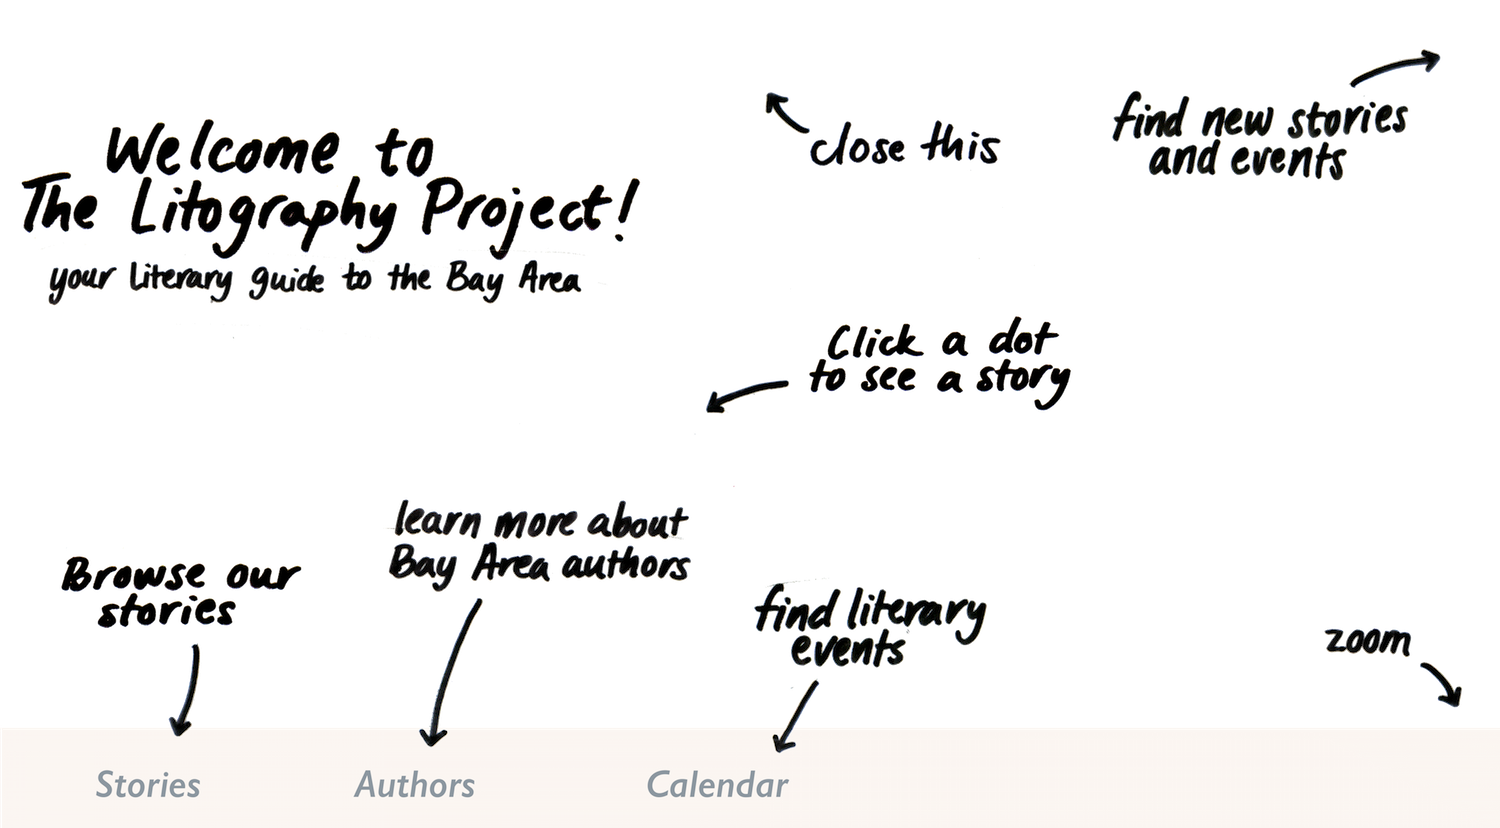 Welcome to
The Litography Project!
your literary guide to the Bay Area
close this
find new stories
and events
Click a dot
to see a story
learn more about
Bay Area authors
Browse our
stories
find literary
events
zoom
Stories
Authors
Calendar